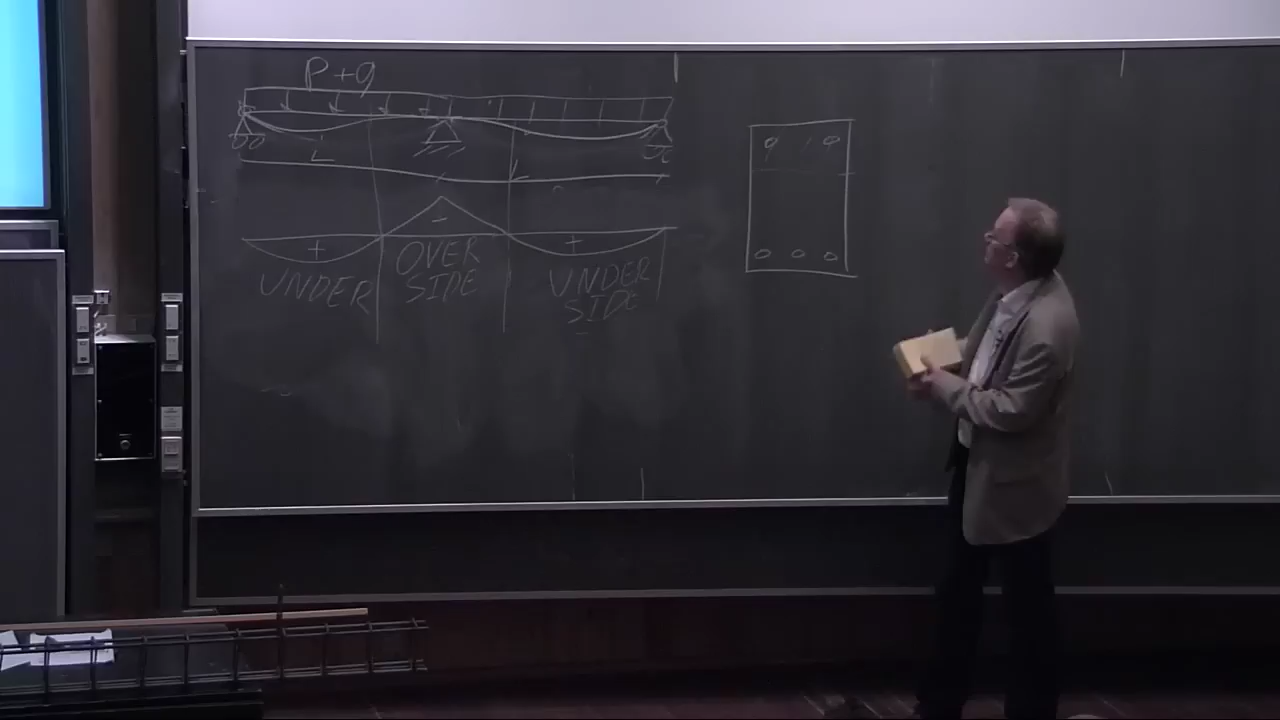 P+g
L
L
+
-
+
UNDER
OVER
SIDE
UNDER
SIDE